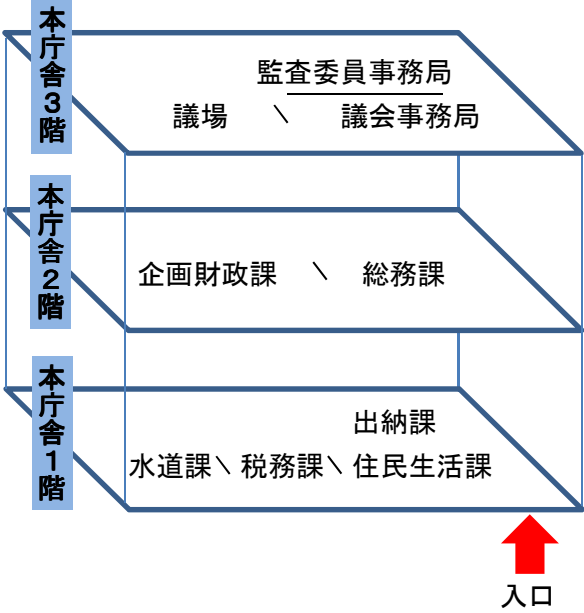 本庁舎3階
監査委員事務局
議場 \ 議会事務局
本庁舎2階
企画財政課 \ 総務課
本庁舎1階
出納課
水道課\ 税務課\ 住民生活課
入口